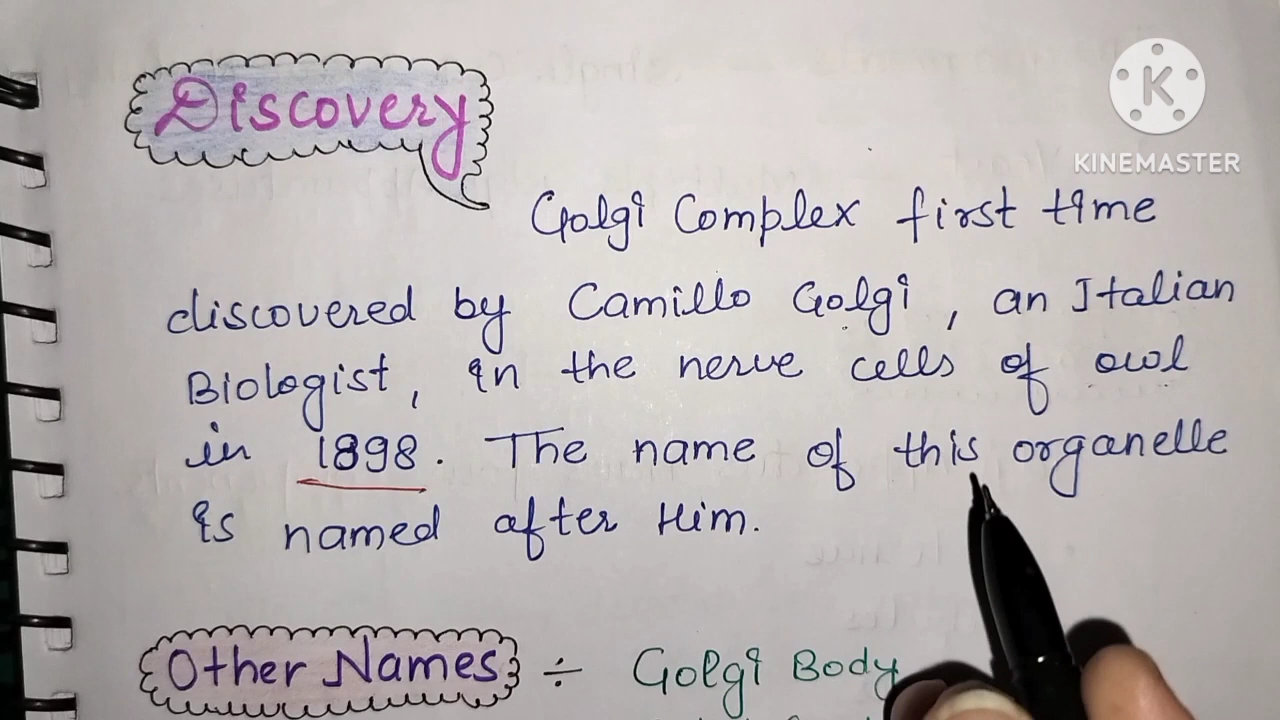 Discovery
K
KINEMASTER
Golgi Complex first time
discovered by Camillo Golgi, an Italian
Biologist, in the nerve cells of owl
in 1898. The name of this organelle
is named after Him.
Other Names ÷ Golgi Body